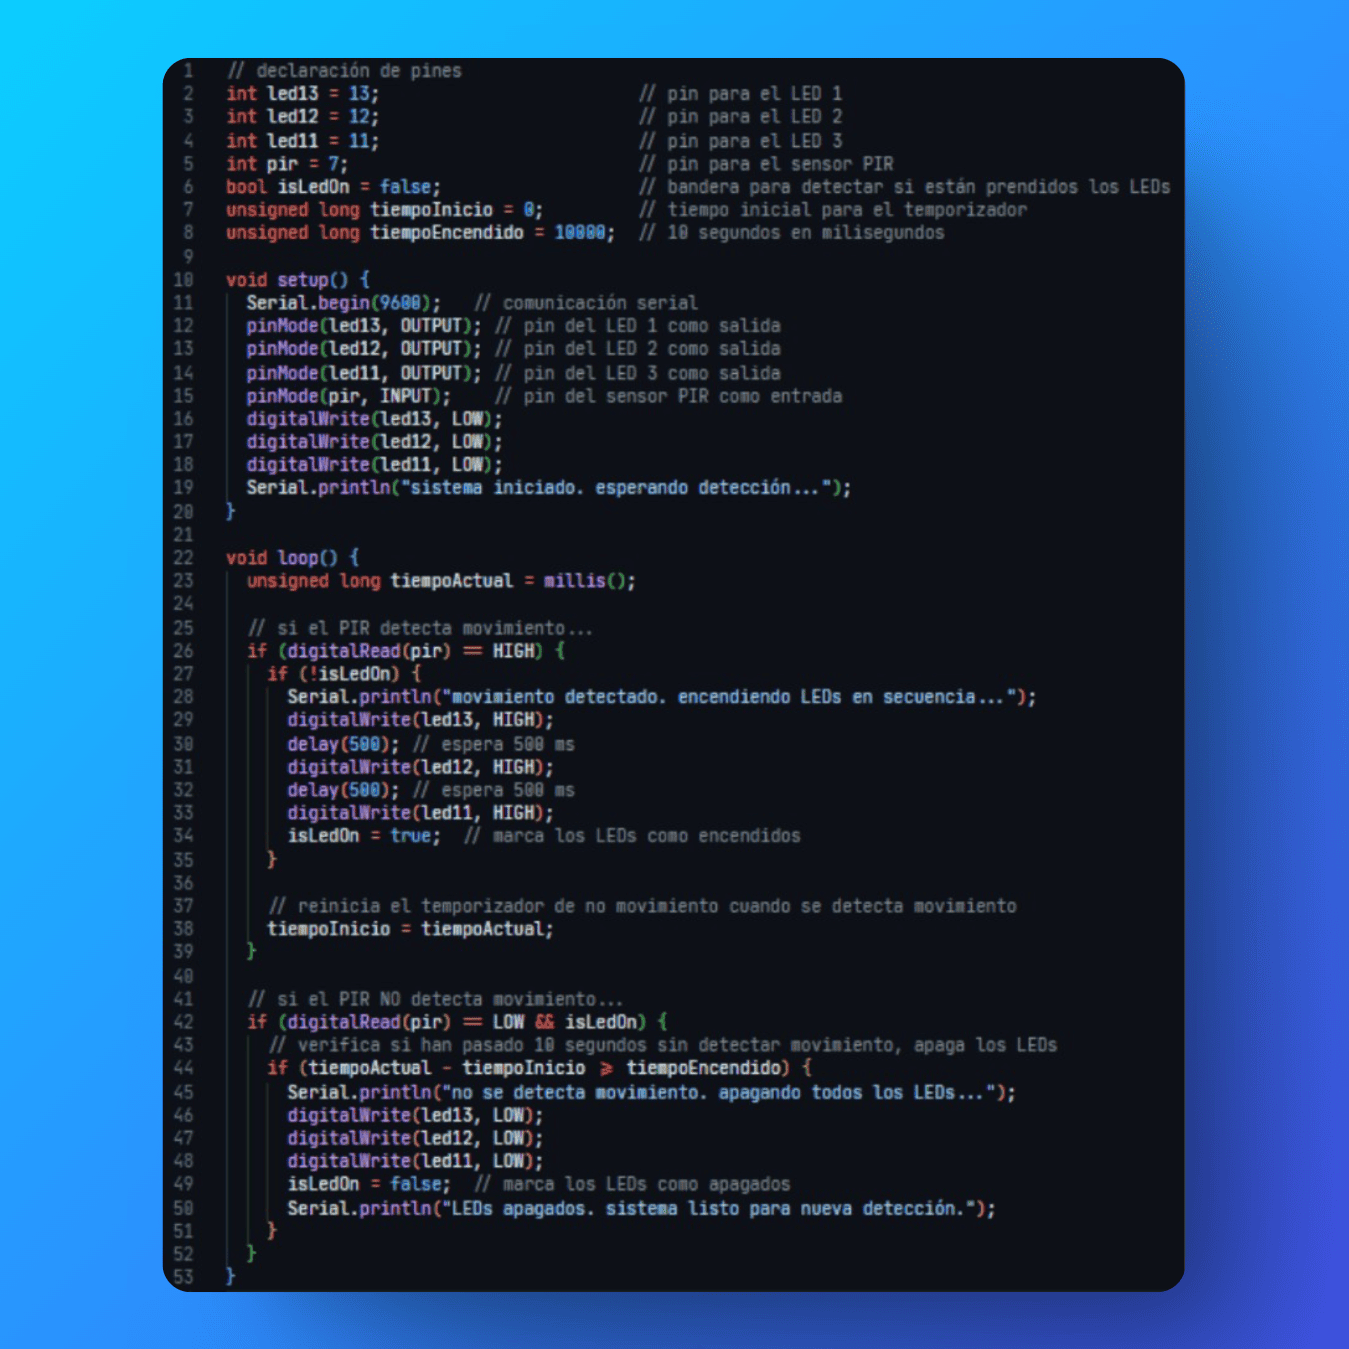 1 // declaración de pines
2 int led13 = 13; // pin para el LED 1
3 int led12 = 12; // pin para el LED 2
4 int led11 = 11; // pin para el LED 3
5 int pir = 7; // pin para el sensor PIR
6 bool isLedOn = false; // bandera para detectar si están prendidos los LEDs
7 unsigned long tiempoInicio = 0; // tiempo inicial para el temporizador
8 unsigned long tiempoEncendido = 10000; // 10 segundos en milisegundos
9
10 void setup() {
11 Serial.begin(9600); // comunicación serial
12 pinMode(led13, OUTPUT); // pin del LED 1 como salida
13 pinMode(led12, OUTPUT); // pin del LED 2 como salida
14 pinMode(led11, OUTPUT); // pin del LED 3 como salida
15 pinMode(pir, INPUT); // pin del sensor PIR como entrada
16 digitalWrite(led13, LOW);
17 digitalWrite(led12, LOW);
18 digitalWrite(led11, LOW);
19 Serial.println("sistema iniciado. esperando detección...");
20 }
21
22 void loop() {
23 unsigned long tiempoActual = millis();
24
25 // si el PIR detecta movimiento...
26 if (digitalRead(pir) == HIGH) {
27 if (!isLedOn) {
28 Serial.println("movimiento detectado. encendiendo LEDs en secuencia...");
29 digitalWrite(led13, HIGH);
30 delay(500); // espera 500 ms
31 digitalWrite(led12, HIGH);
32 delay(500); // espera 500 ms
33 digitalWrite(led11, HIGH);
34 isLedOn = true; // marca los LEDs como encendidos
35 }
36
37 // reinicia el temporizador de no movimiento cuando se detecta movimiento
38 tiempoInicio = tiempoActual;
39 }
40
41 // si el PIR NO detecta movimiento...
42 if (digitalRead(pir) == LOW && isLedOn) {
43 // verifica si han pasado 10 segundos sin detectar movimiento, apaga los LEDs
44 if (tiempoActual - tiempoInicio >= tiempoEncendido) {
45 Serial.println("no se detecta movimiento. apagando todos los LEDs...");
46 digitalWrite(led13, LOW);
47 digitalWrite(led12, LOW);
48 digitalWrite(led11, LOW);
49 isLedOn = false; // marca los LEDs como apagados
50 Serial.println("LEDs apagados. sistema listo para nueva detección.");
51 }
52 }
53 }